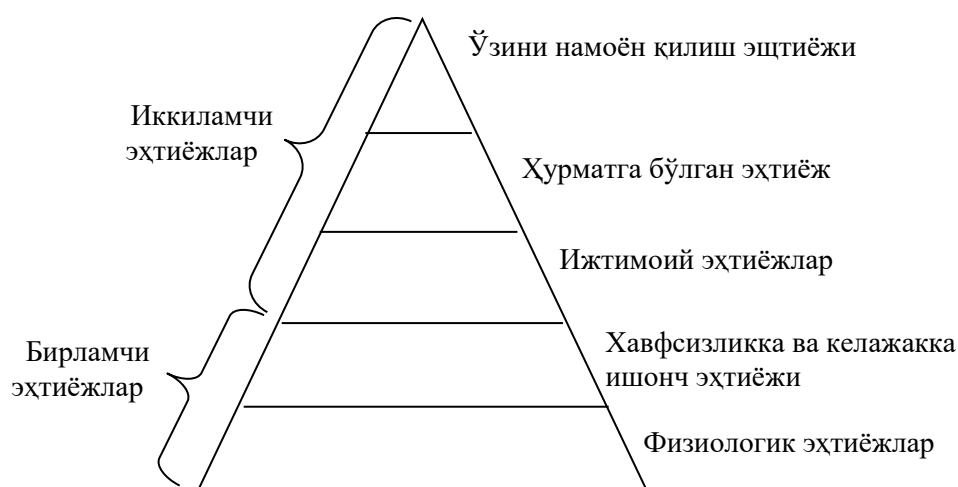 Ўзини намоён қилиш эщтиёжи
Иккиламчи
эҳтиёжлар
Ҳурматга бўлган эҳтиёж
Ижтимоий эҳтиёжлар
Бирламчи
эҳтиёжлар
Хавфсизликка ва келажакка
ишонч эҳтиёжи
Физиологик эҳтиёжлар